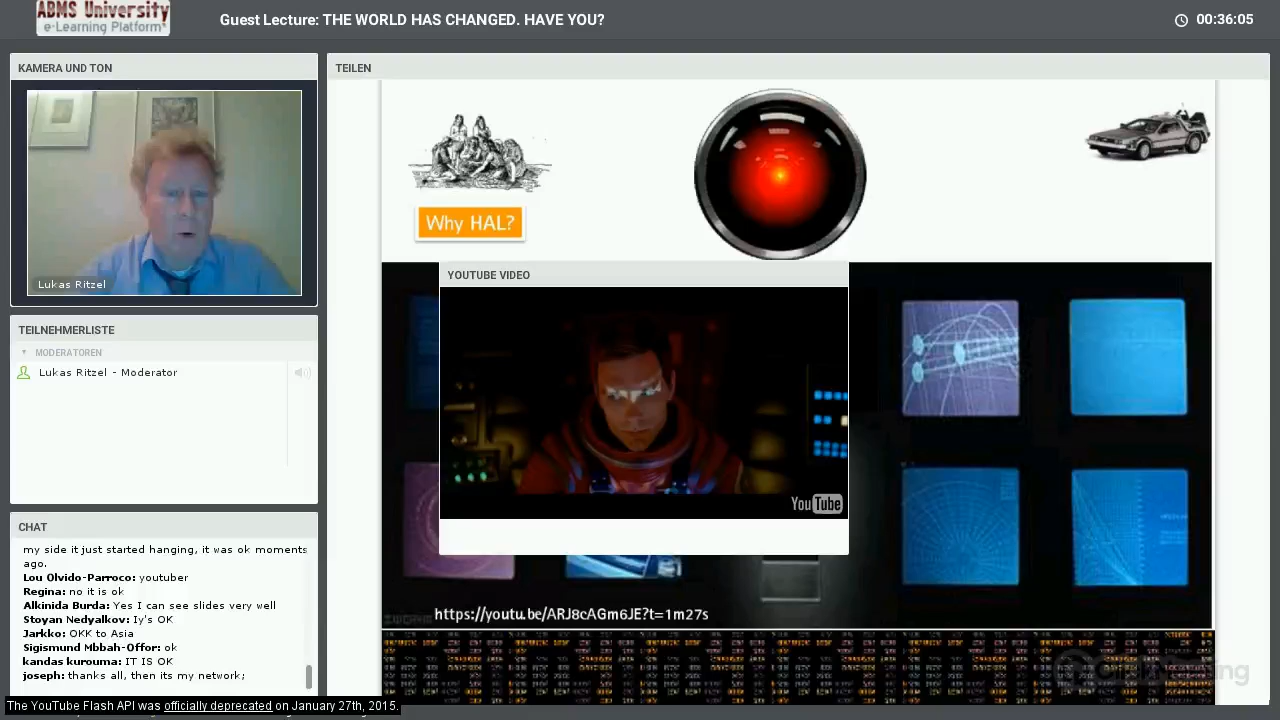 ABMS University
e-Learning Platform
Guest Lecture: THE WORLD HAS CHANGED. HAVE YOU?
00:36:05
KAMERA UND TON
Lukas Ritzel
TEILNEHMERLISTE
MODERATOREN
Lukas Ritzel - Moderator
CHAT
my side it just started hanging, it was ok moments
ago.
Lou Olvido-Parroco: youtuber
Regina: no it is ok
Alkinida Burda: Yes I can see slides very well
Stoyan Nedyalkov: Iy's OK
Jarkko: OKK to Asia
Sigismund Mbbah-Offor: ok
kandas kurouma: IT IS OK
joseph: thanks all, then it's my network;
The YouTube Flash API was officially deprecated on January 27th, 2015.
TEILEN
Why HAL?
YOUTUBE VIDEO
YouTube
https://youtu.be/ARJ8cAGm6JE?t=1m27s